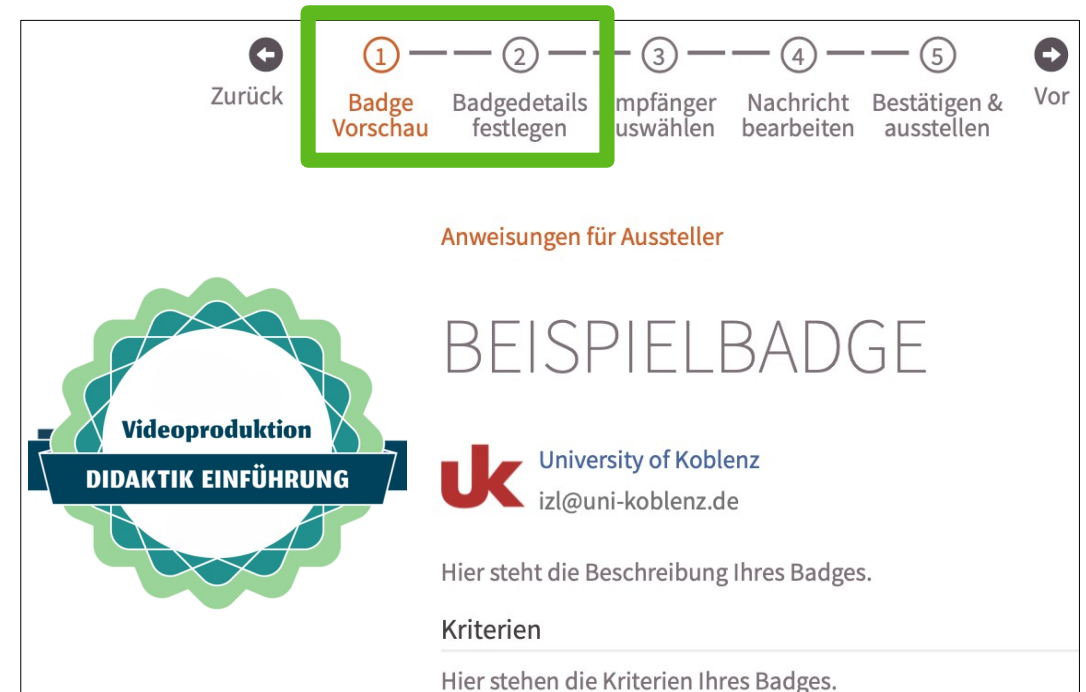 Zurück
1 2 3 4 5
Vor
Badge Vorschau
Badgedetails festlegen
mpfänger uswählen
Nachricht bearbeiten
Bestätigen & ausstellen
Anweisungen für Aussteller
BEISPIELBADGE
Videoproduktion
DIDAKTIK EINFÜHRUNG
uk
University of Koblenz
izl@uni-koblenz.de
Hier steht die Beschreibung Ihres Badges.
Kriterien
Hier stehen die Kriterien Ihres Badges.